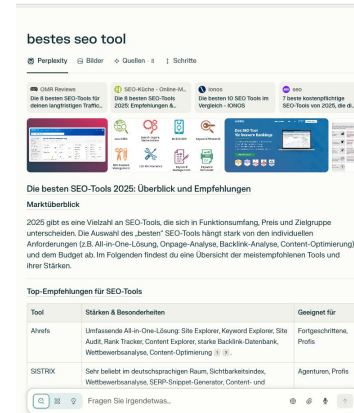 bestes seo tool
Perplexity Bilder Quellen · 8 Schritte
OMR Reviews
Die 8 besten SEO-Tools für deinen langfristigen Traffic...
SEO-Küche - Online-M...
Die 8 besten SEO-Tools 2025: Empfehlungen &...
ionos
Die besten 10 SEO Tools im Vergleich - IONOS
seo
7 beste kostenpflichtige SEO-Tools von 2025, die di...
Die besten SEO-Tools 2025: Überblick und Empfehlungen
Marktüberblick
2025 gibt es eine Vielzahl an SEO-Tools, die sich in Funktionsumfang, Preis und Zielgruppe
unterscheiden. Die Auswahl des „besten" SEO-Tools hängt stark von den individuellen
Anforderungen (z.B. All-in-One-Lösung, Onpage-Analyse, Backlink-Analyse, Content-Optimierung)
und dem Budget ab. Im Folgenden findest du eine Übersicht der meistempfohlenen Tools und
ihrer Stärken.
Top-Empfehlungen für SEO-Tools
Tool Stärken & Besonderheiten Geeignet für
Ahrefs Umfassende All-in-One-Lösung: Site Explorer, Keyword Explorer, Site Fortgeschrittene,
Audit, Rank Tracker, Content Explorer, starke Backlink-Datenbank, Profis
Wettbewerbsanalyse, Content-Optimierung
SISTRIX Sehr beliebt im deutschsprachigen Raum, Sichtbarkeitsindex, Agenturen, Profis
Wettbewerbsanalyse, SERP-Snippet-Generator, Content- und
Fragen Sie irgendetwas...